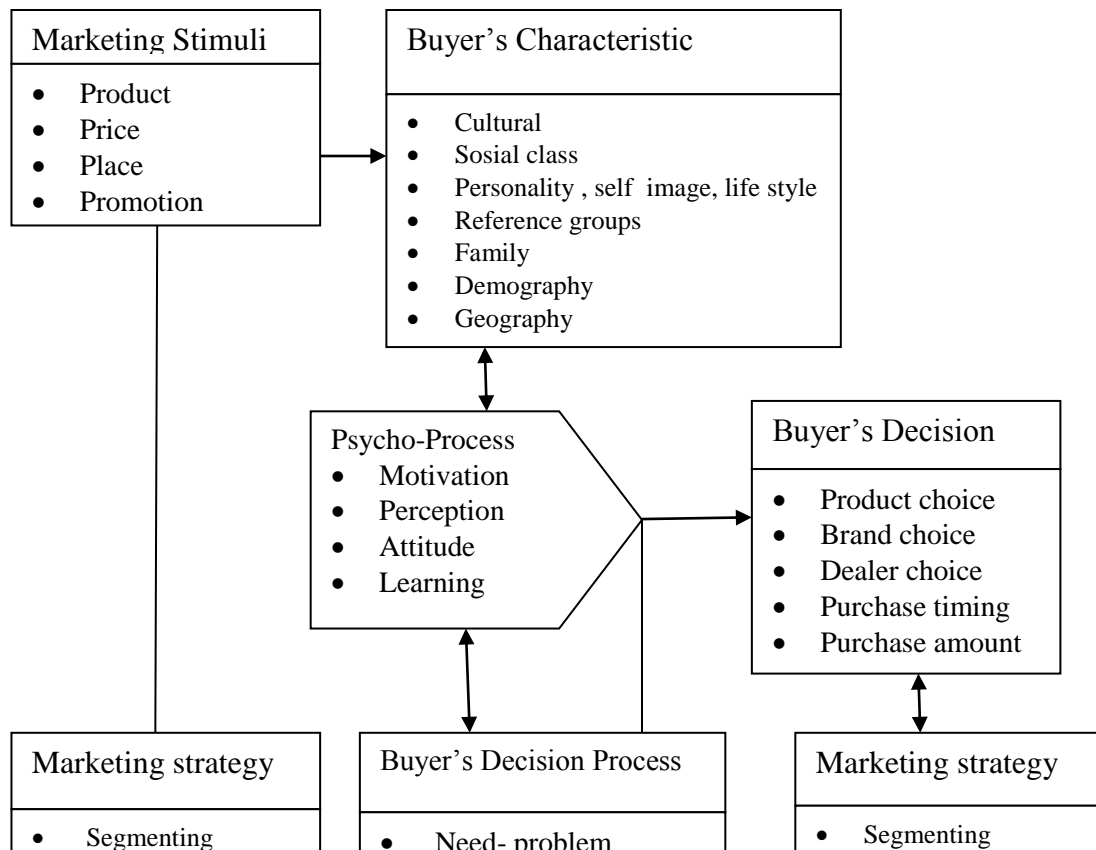 Marketing Stimuli
• Product
• Price
• Place
• Promotion
Buyer’s Characteristic
• Cultural
• Sosial class
• Personality , self image, life style
• Reference groups
• Family
• Demography
• Geography
Psycho-Process
• Motivation
• Perception
• Attitude
• Learning
Buyer’s Decision
• Product choice
• Brand choice
• Dealer choice
• Purchase timing
• Purchase amount
Marketing strategy
• Segmenting
Buyer’s Decision Process
• Need- problem
Marketing strategy
• Segmenting